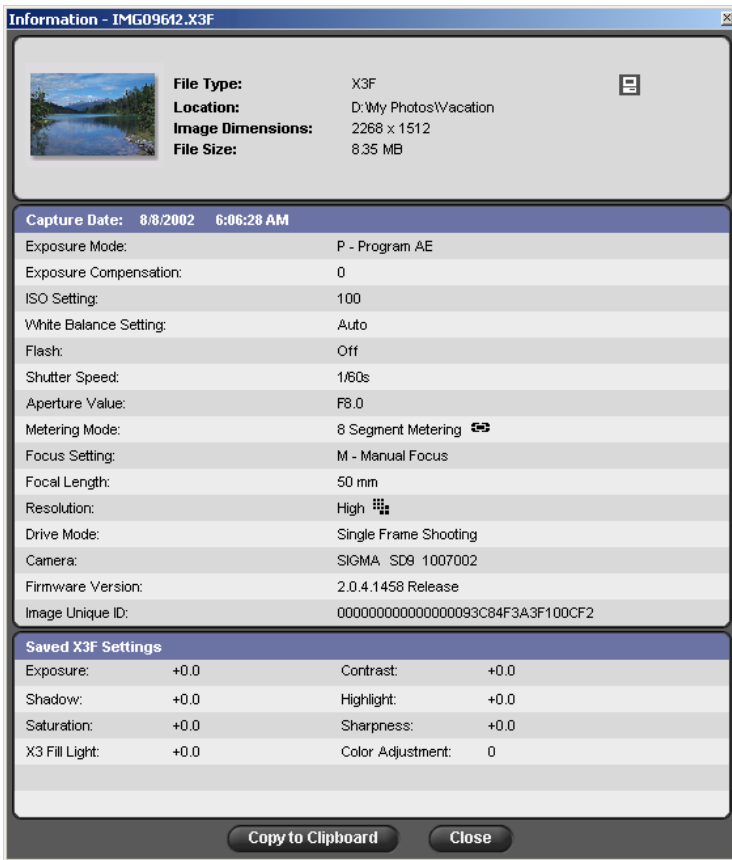 Information - IMG09612.X3F
File Type: X3F
Location: D:\My Photos\Vacation
Image Dimensions: 2268 x 1512
File Size: 8.35 MB
Capture Date: 8/8/2002 6:06:28 AM
Exposure Mode: P - Program AE
Exposure Compensation: 0
ISO Setting: 100
White Balance Setting: Auto
Flash: Off
Shutter Speed: 1/60s
Aperture Value: F8.0
Metering Mode: 8 Segment Metering
Focus Setting: M - Manual Focus
Focal Length: 50 mm
Resolution: High
Drive Mode: Single Frame Shooting
Camera: SIGMA SD9 1007002
Firmware Version: 2.0.4.1458 Release
Image Unique ID: 00000000000000093C84F3A3F100CF2
Saved X3F Settings
Exposure: +0.0 Contrast: +0.0
Shadow: +0.0 Highlight: +0.0
Saturation: +0.0 Sharpness: +0.0
X3 Fill Light: +0.0 Color Adjustment: 0
Copy to Clipboard Close